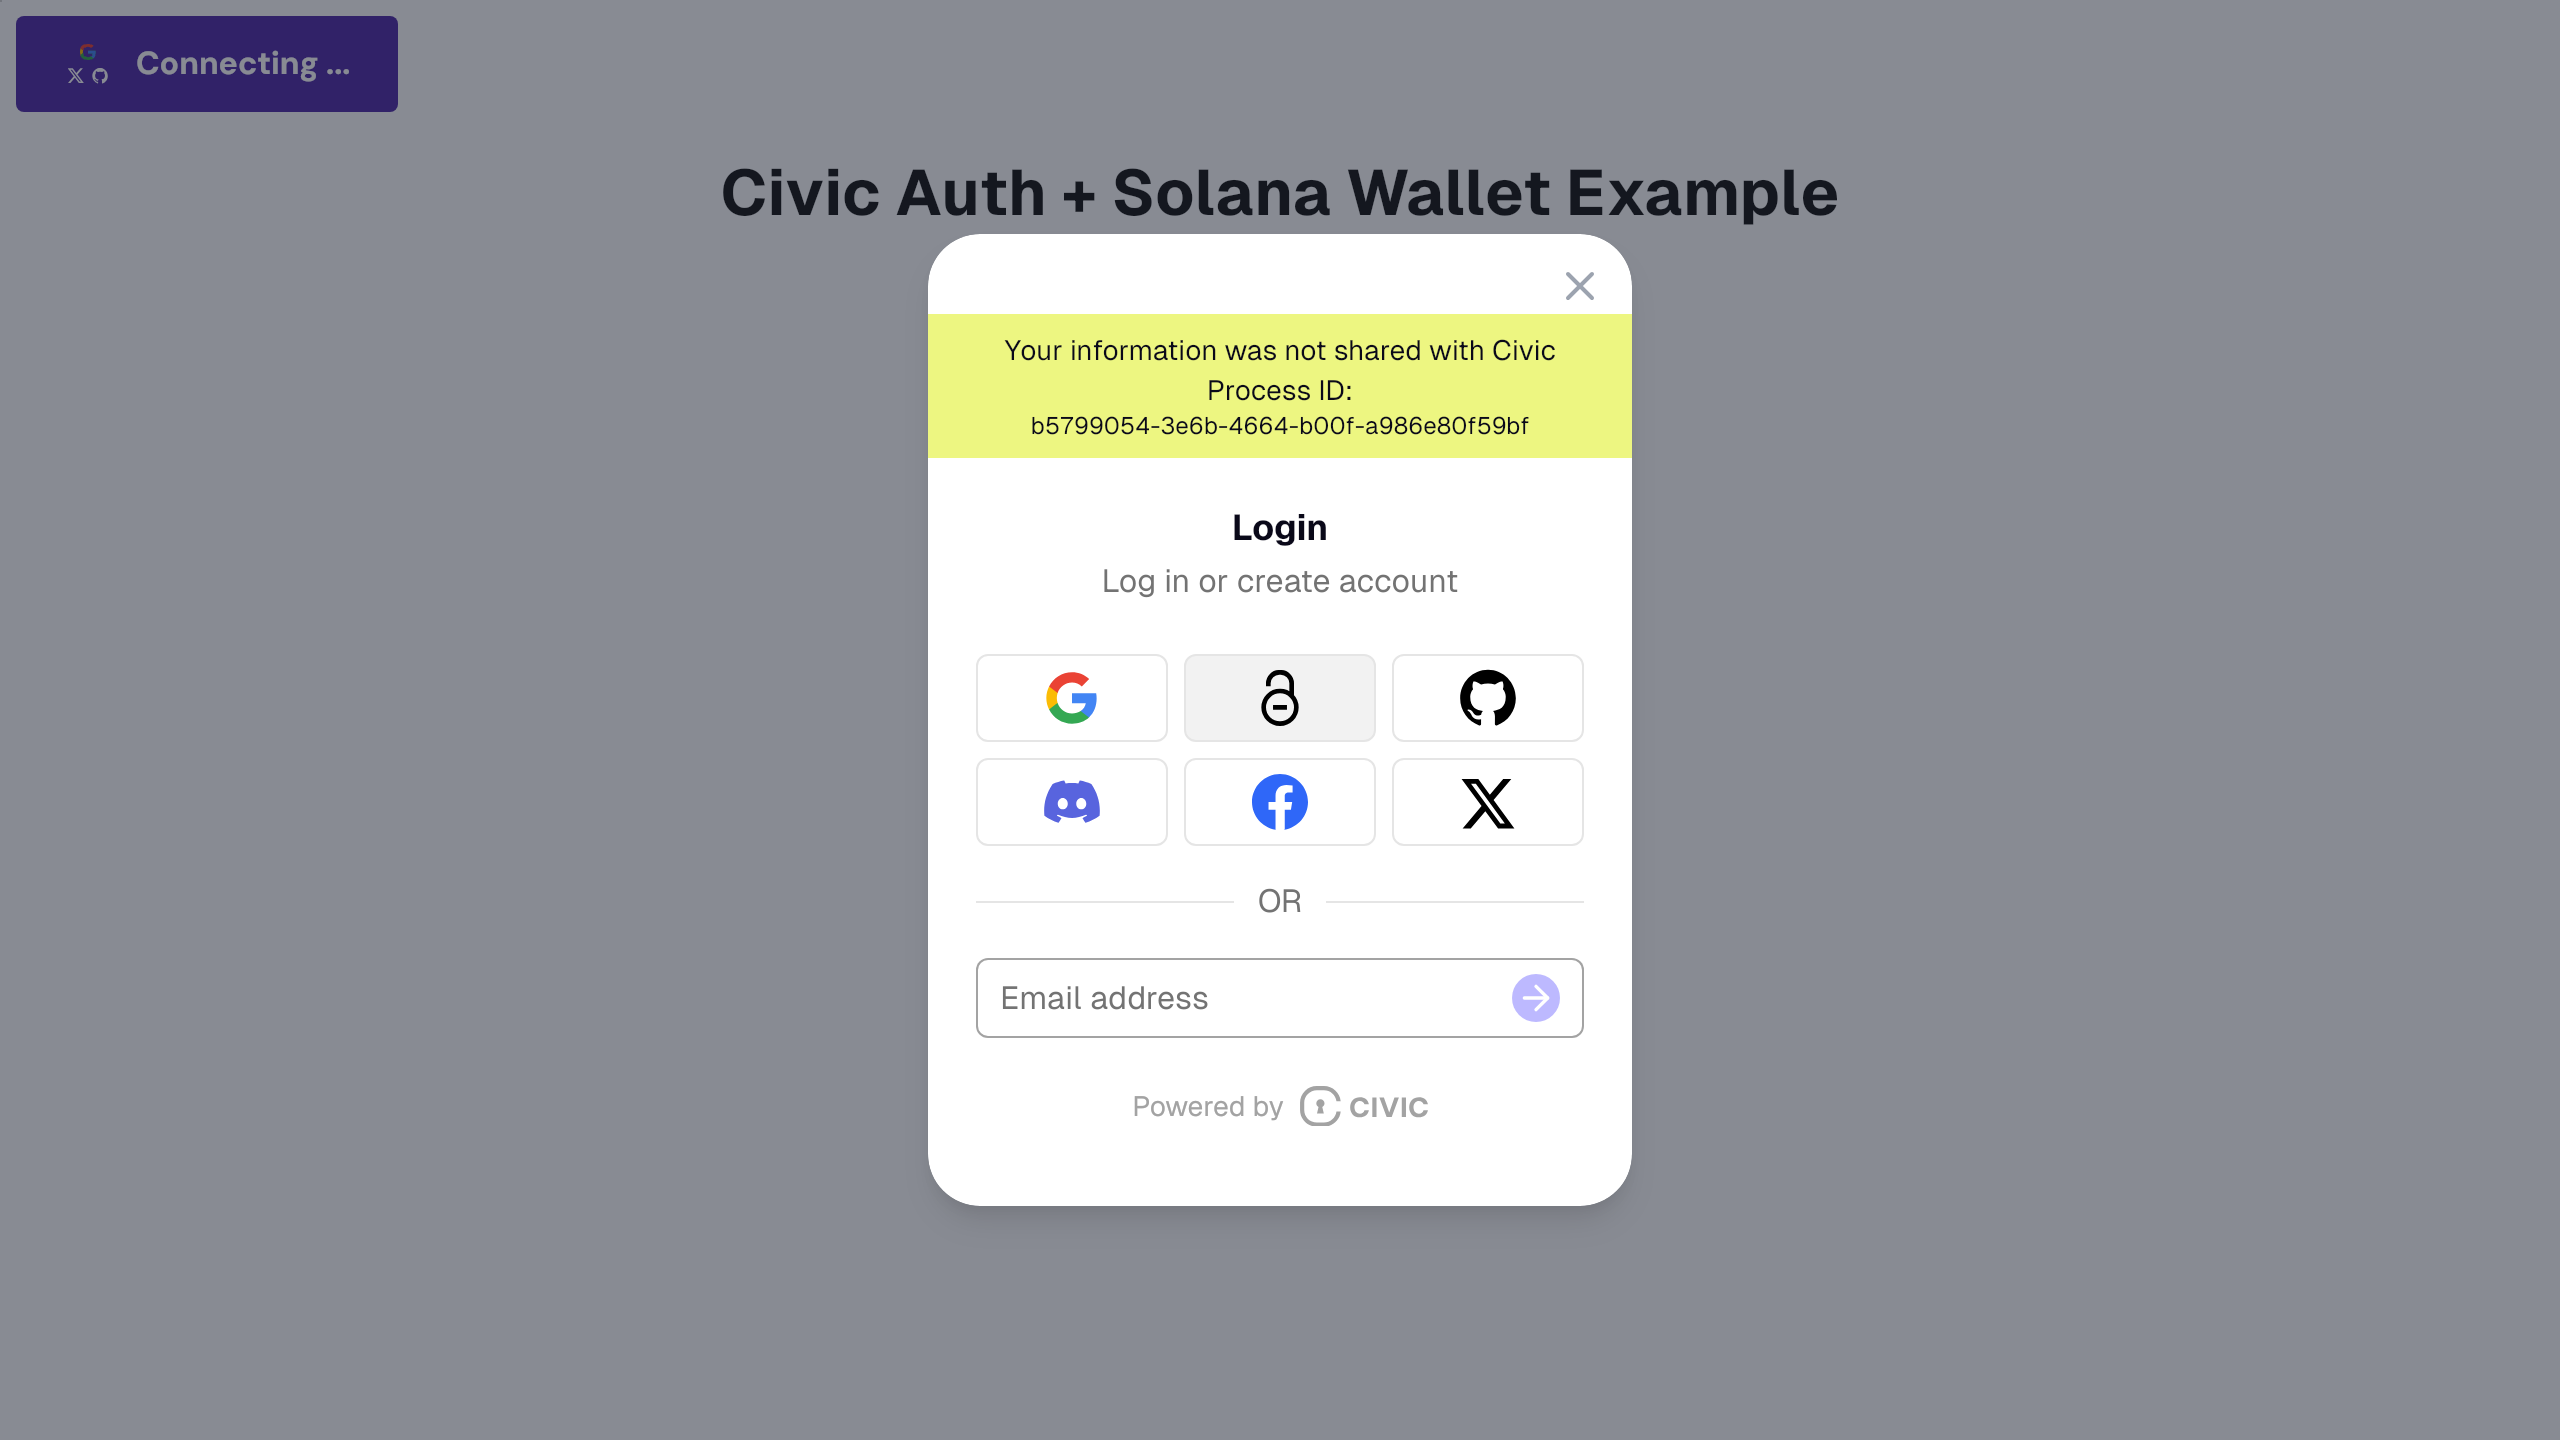 Connecting ...
Civic Auth + Solana Wallet Example
Your information was not shared with Civic
Process ID:
b5799054-3e6b-4664-b00f-a986e80f59bf
Login
Log in or create account
OR
Email address
Powered by CIVIC